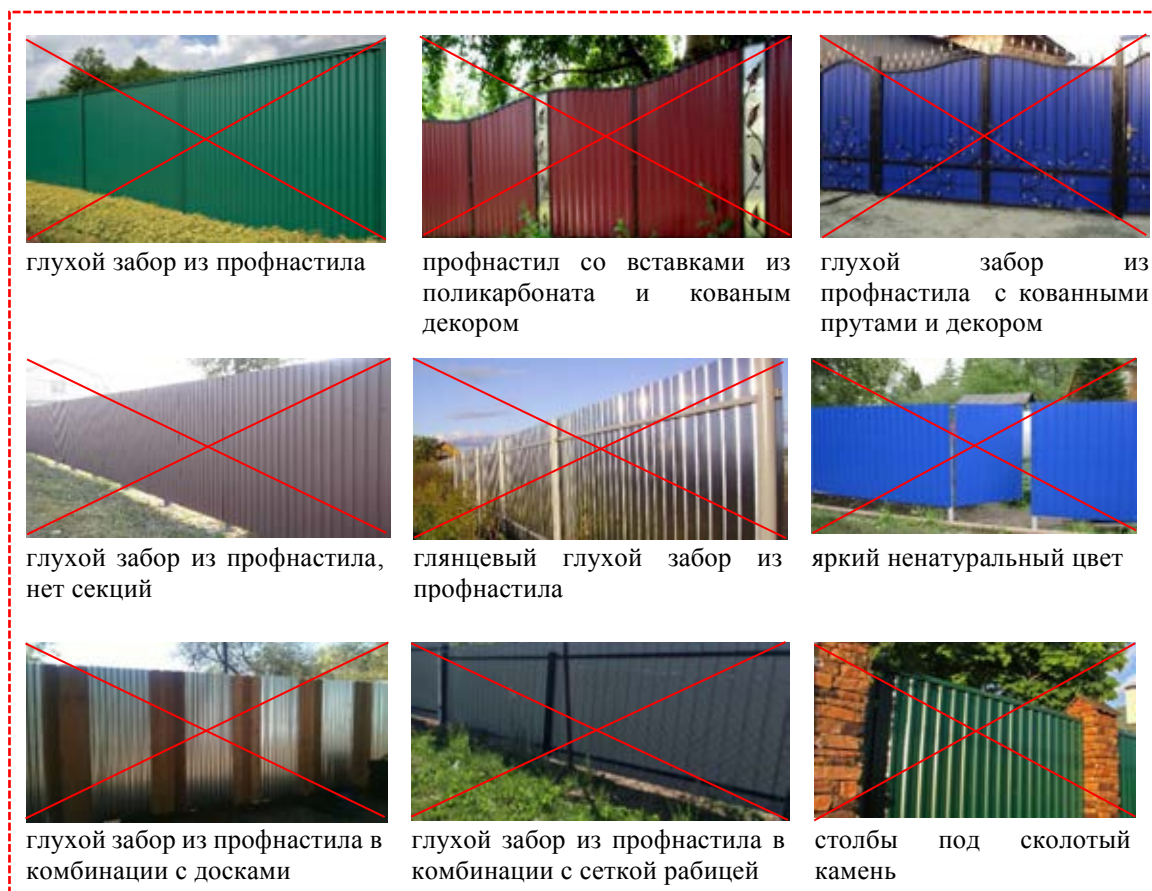 глухой забор из профнастила
профнастил со вставками из
поликарбоната и кованым
декором
глухой забор из
профнастила с кованными
прутами и декором
глухой забор из профнастила,
нет секций
глянцевый глухой забор из
профнастила
яркий ненатуральный цвет
глухой забор из профнастила в
комбинации с досками
глухой забор из профнастила в
комбинации с сеткой рабицей
столбы под сколотый
камень